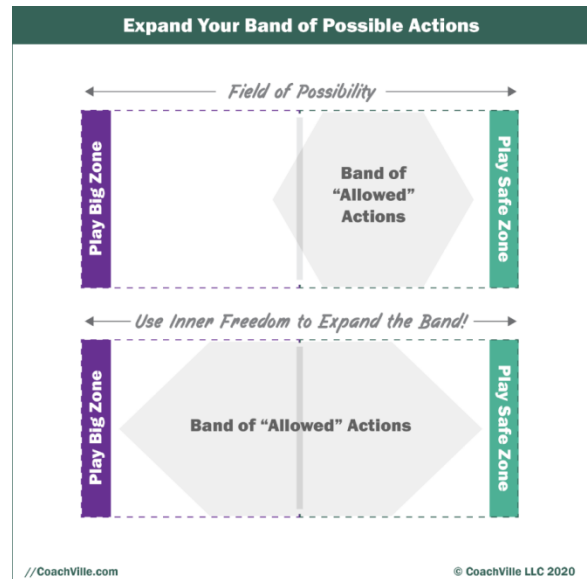 Expand Your Band of Possible Actions
Field of Possibility
Play Big Zone
Band of
“Allowed”
Actions
Play Safe Zone
Use Inner Freedom to Expand the Band!
Play Big Zone
Band of “Allowed” Actions
Play Safe Zone
//CoachVille.com
© CoachVille LLC 2020